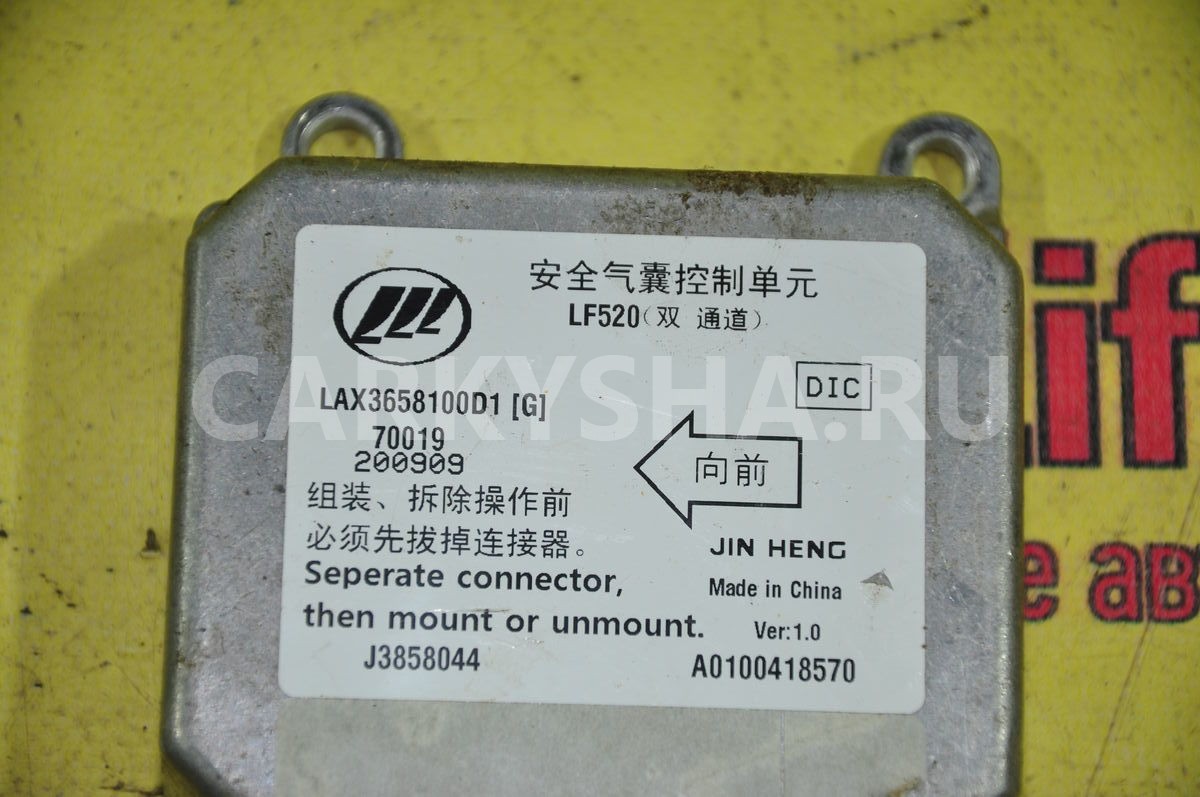 安全气囊控制单元
LF520（双 通道）
DIC
LAX3658100D1 [G]
70019
200909
向前
组装、拆除操作前
必须先拔掉连接器。
JIN HENG
Seperate connector,
Made in China
then mount or unmount.
Ver:1.0
J3858044
A0100418570
CARKYSHA.RU
lif
е ав